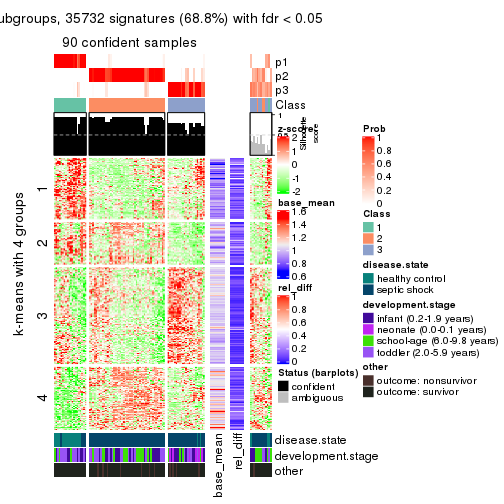 ubgroups, 35732 signatures (68.8%) with fdr < 0.05
90 confident samples
p1
p2
p3
Class
1
Silhouette
score
z-score
2
1
0
-1
-2
base_mean
1.6
1.4
1.2
1
0.8
0.6
rel_diff
1
0.5
0
Status (barplots)
confident
ambiguous
Prob
1
0.8
0.6
0.4
0.2
0
Class
1
2
3
disease.state
healthy control
septic shock
development.stage
infant (0.2-1.9 years)
neonate (0.0-0.1 years)
school-age (6.0-9.8 years)
toddler (2.0-5.9 years)
other
outcome: nonsurvivor
outcome: survivor
k-means with 4 groups
1
2
3
4
disease.state
development.stage
other
base_mean
rel_diff